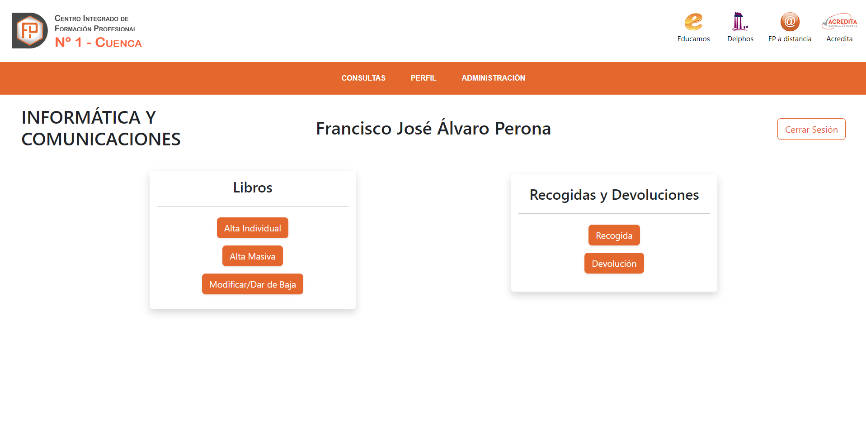 FP
Centro Integrado de
Formación Profesional
Nº 1 - Cuenca
Educamos
Delphos
@
FP a distancia
ACREDITA
Acredita
CONSULTAS PERFIL ADMINISTRACIÓN
INFORMÁTICA Y
COMUNICACIONES
Francisco José Álvaro Perona
Cerrar Sesión
Libros
Alta Individual
Alta Masiva
Modificar/Dar de Baja
Recogidas y Devoluciones
Recogida
Devolución